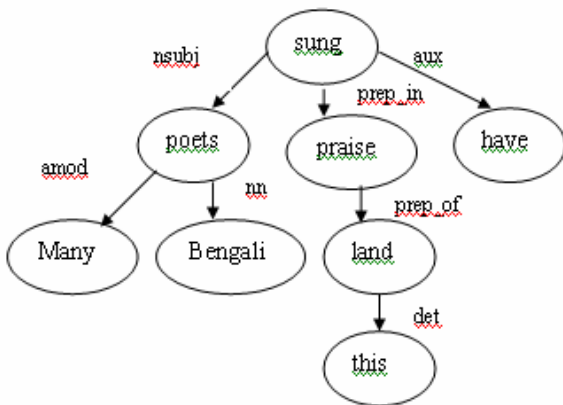 sung
nsubj aux
prep_in
poets praise have
amod nn prep_of
Many Bengali land
det
this